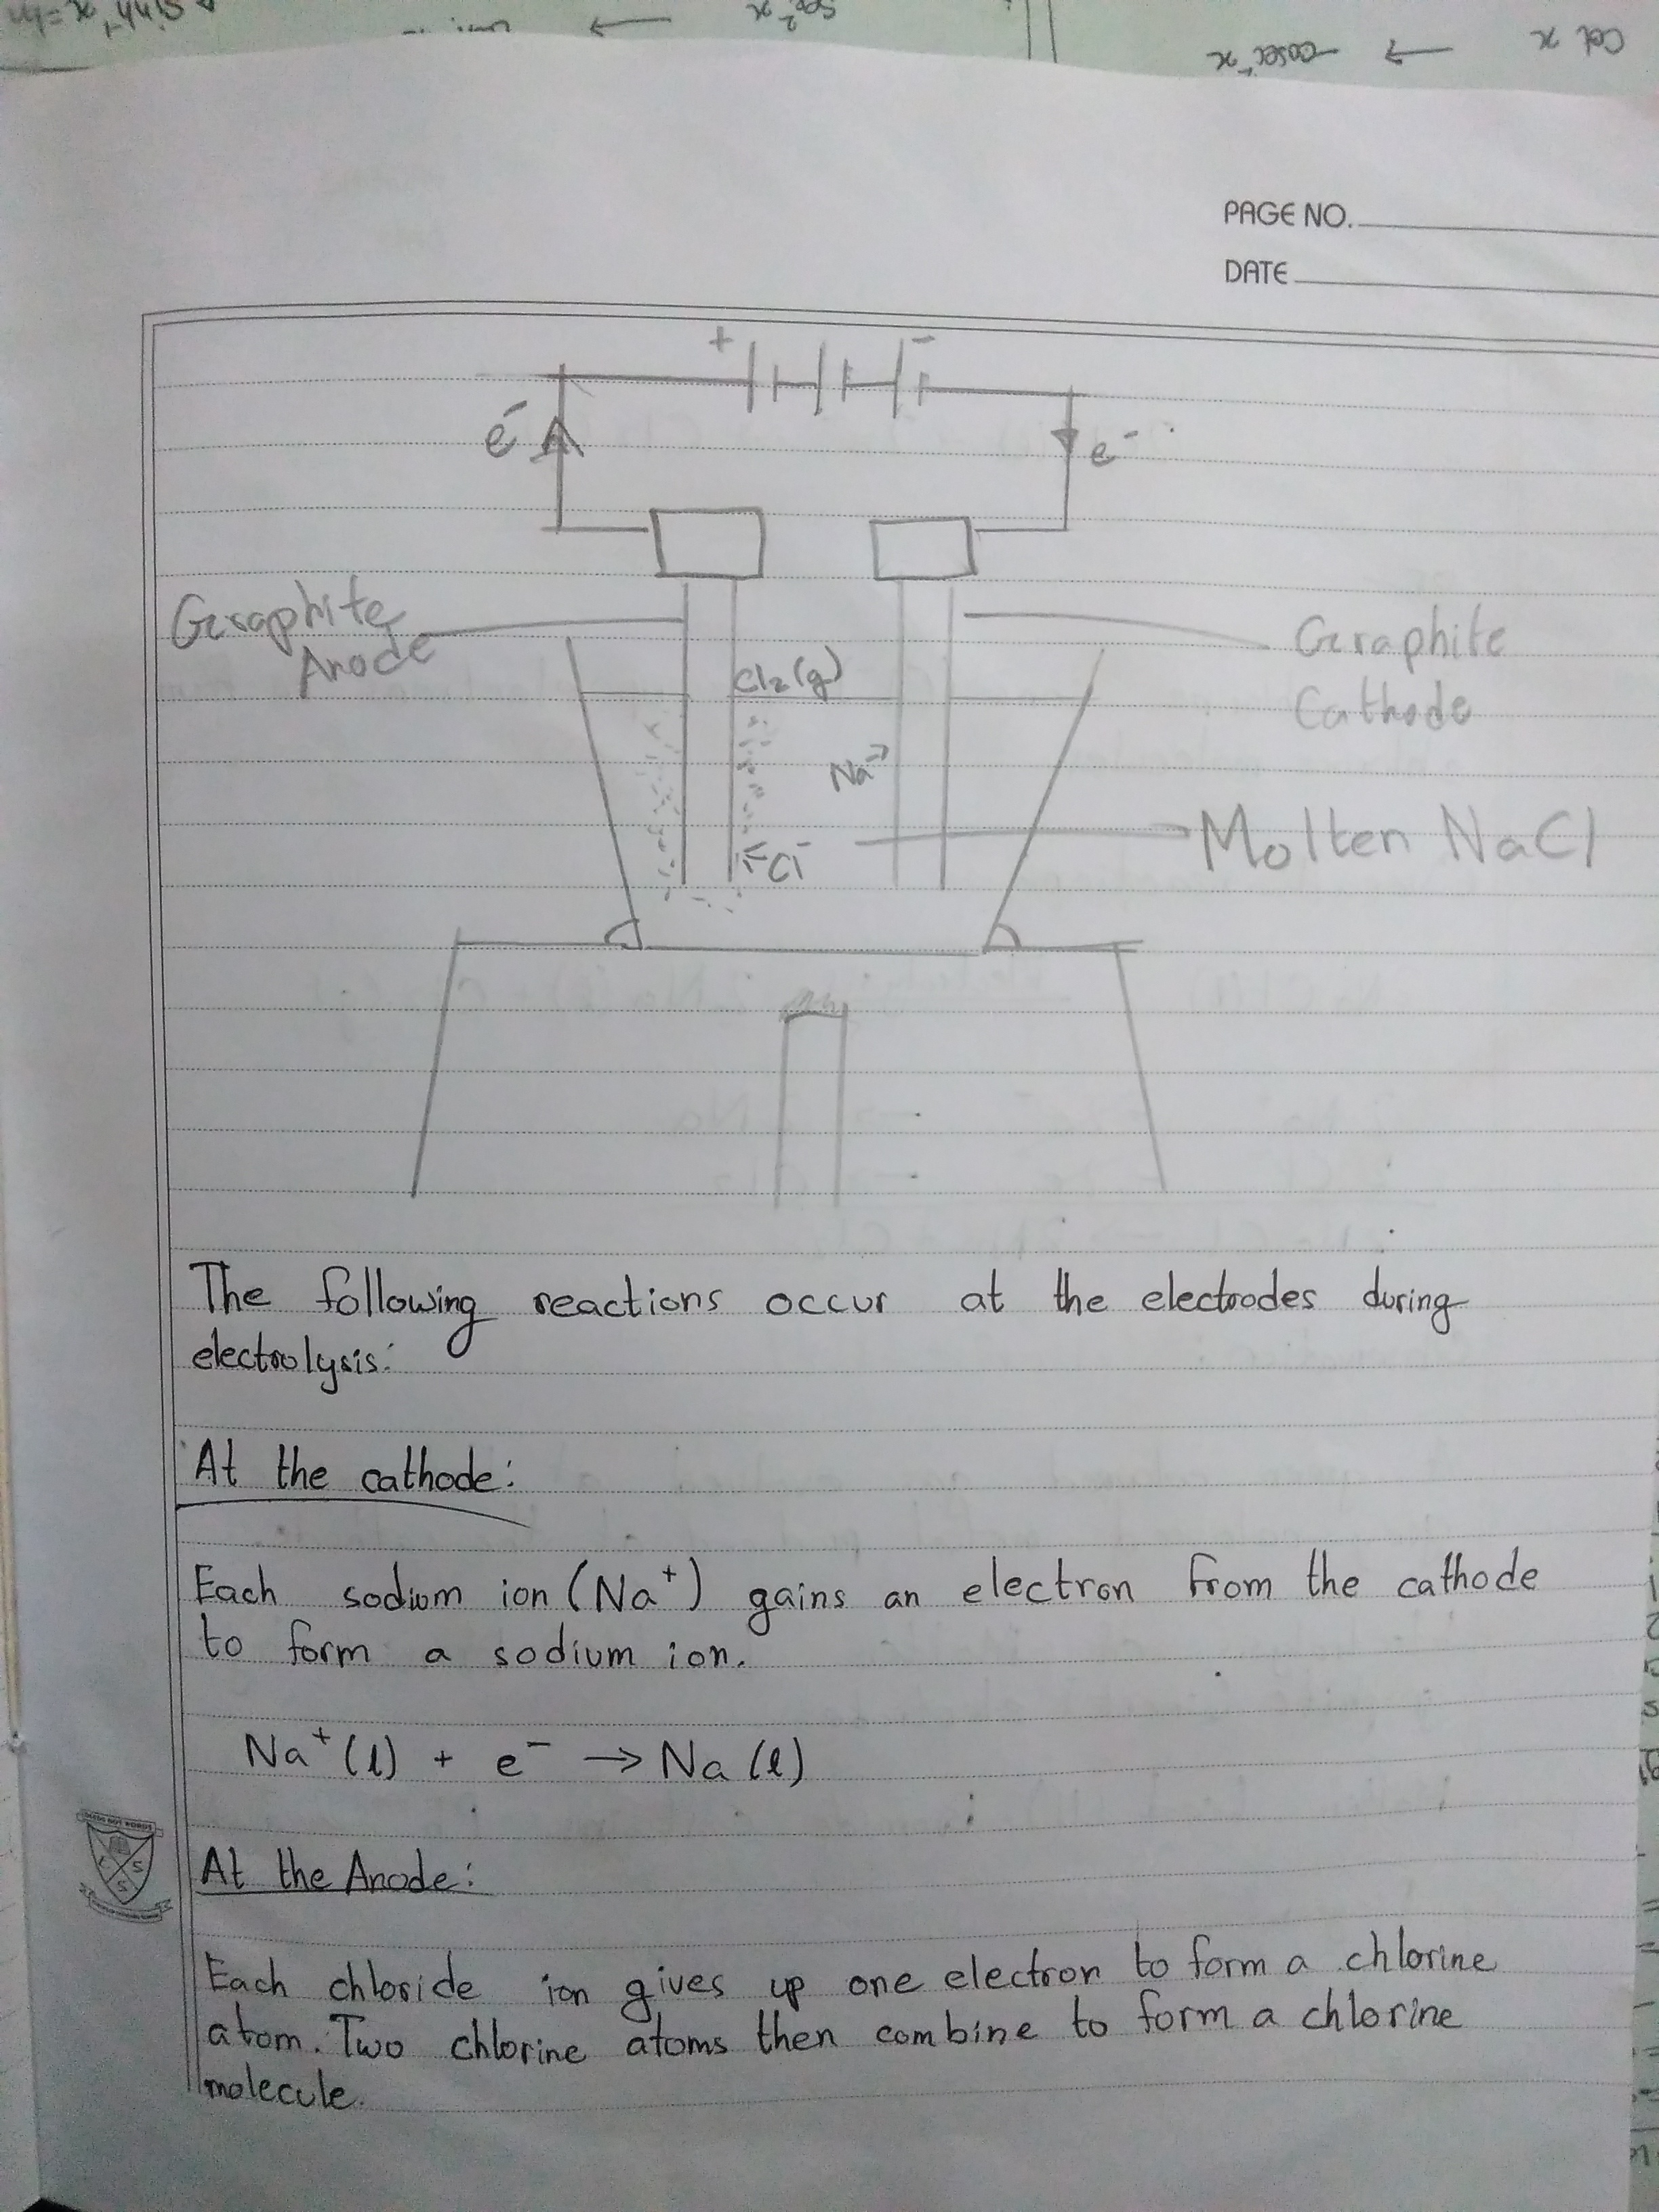 cot x → -cosec² x
PAGE NO.
DATE
+ -
e⁻ e⁻
Graphite
Anode
Graphite
Cathode
Cl₂(g)
Na →
← Cl⁻
Molten NaCl
The following reactions occur at the electrodes during
electrolysis:
At the cathode:
Each sodium ion (Na⁺) gains an electron from the cathode
to form a sodium ion.
Na⁺(l) + e⁻ → Na (l)
At the Anode:
Each chloride ion gives up one electron to form a chlorine
atom. Two chlorine atoms then combine to form a chlorine
molecule.